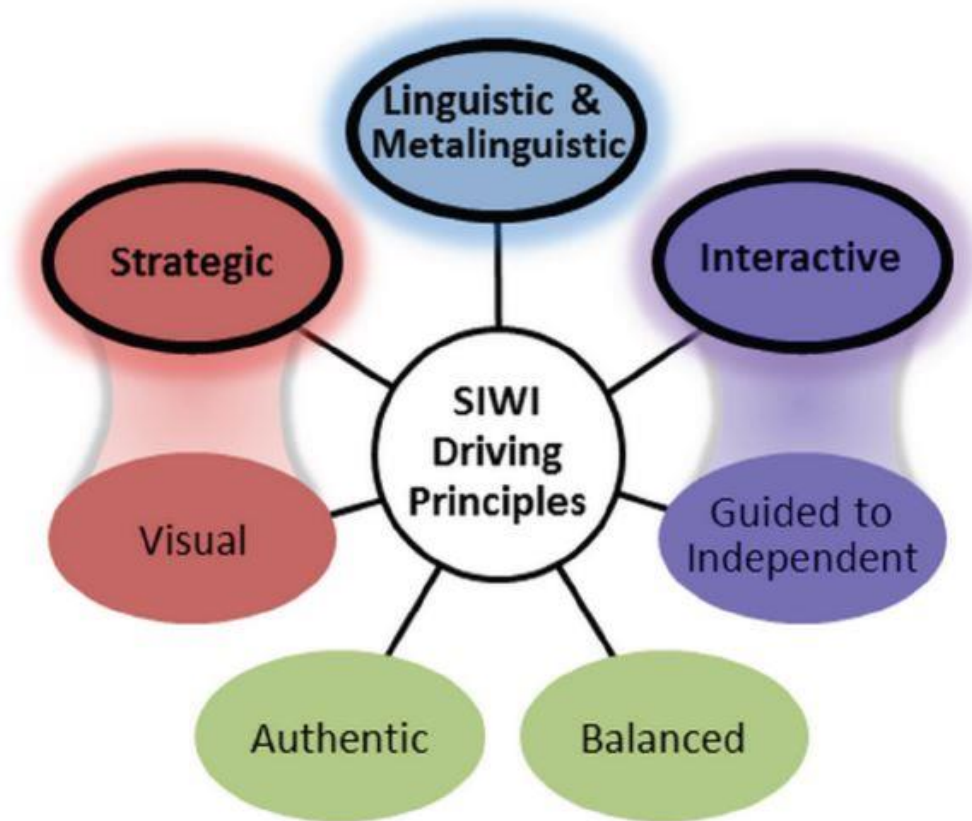 Linguistic &
Metalinguistic
Strategic
Interactive
SIWI
Driving
Principles
Visual
Guided to
Independent
Authentic
Balanced